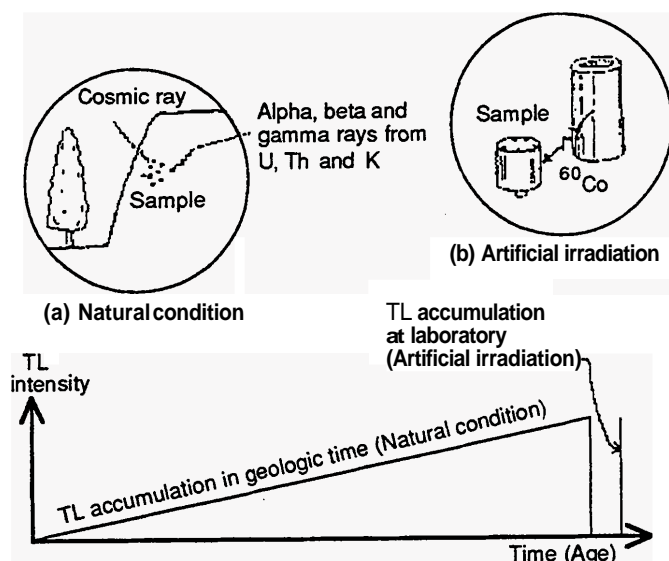 Cosmic ray
Alpha, beta and
gamma rays from
U, Th and K
Sample
(a) Natural condition
Sample
60Co
(b) Artificial irradiation
TL accumulation
at laboratory
(Artificial irradiation)
TL
intensity
TL accumulation in geologic time (Natural condition)
Time (Age)